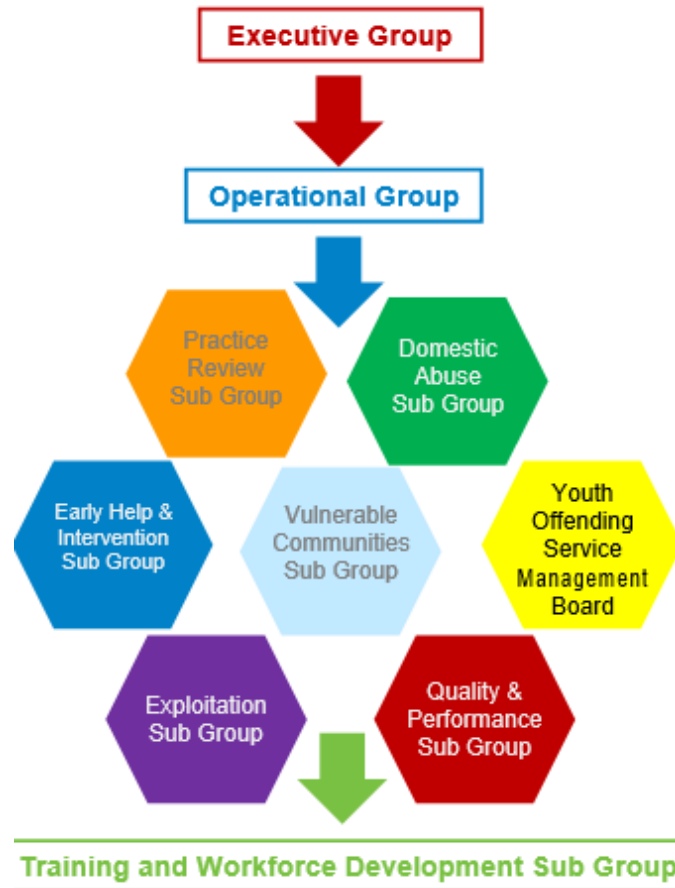 Executive Group
Operational Group
Practice
Review
Sub Group
Domestic
Abuse
Sub Group
Early Help &
Intervention
Sub Group
Vulnerable
Communities
Sub Group
Youth
Offending
Service
Management
Board
Exploitation
Sub Group
Quality &
Performance
Sub Group
Training and Workforce Development Sub Group